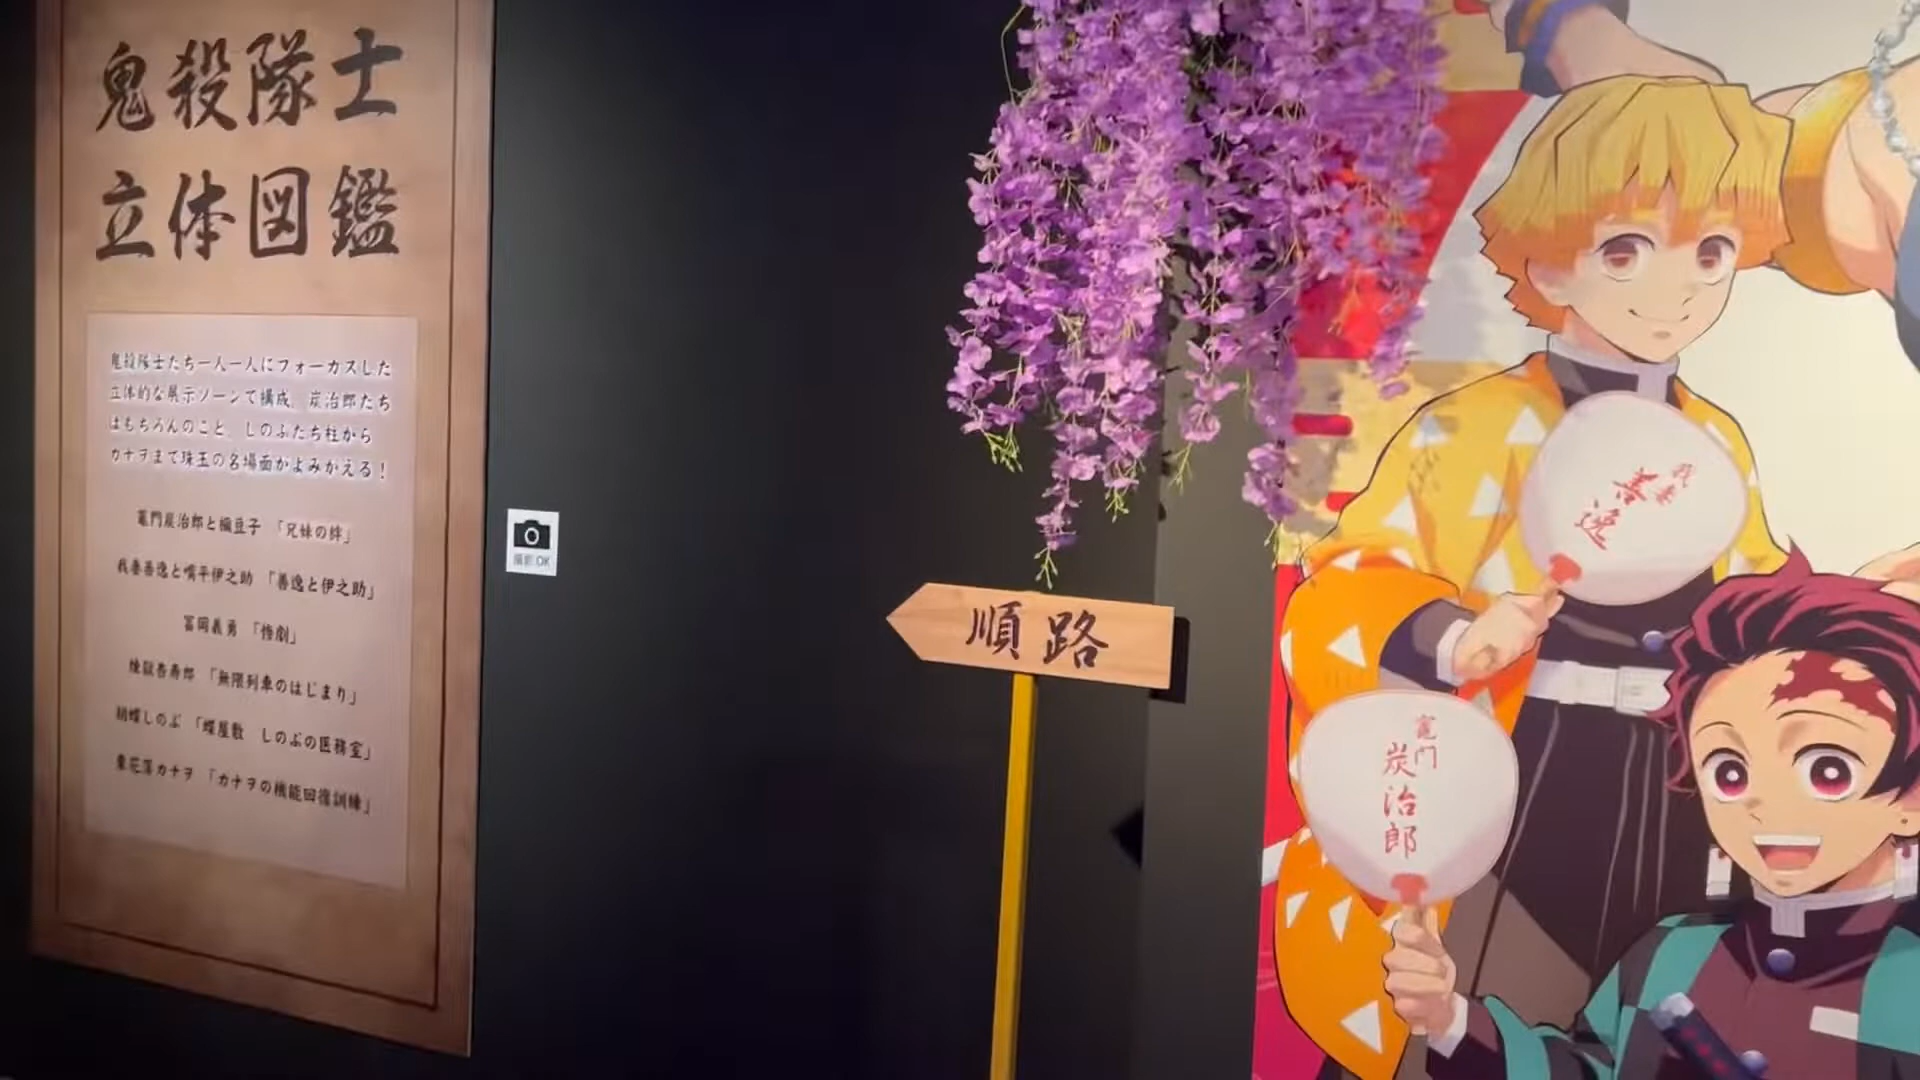 鬼殺隊士
立体図鑑
鬼殺隊士たち一人一人にフォーカスした
立体的な展示ゾーンで構成。炭治郎たち
はもちろんのこと、しのぶたち柱から
カナヲまで珠玉の名場面がよみがえる！
竈門炭治郎と禰豆子 「兄妹の絆」
我妻善逸と嘴平伊之助 「善逸と伊之助」
冨岡義勇 「惨劇」
煉獄杏寿郎 「無限列車のはじまり」
胡蝶しのぶ 「蝶屋敷　しのぶの医務室」
栗花落カナヲ 「カナヲの機能回復訓練」
撮影OK
順路
我妻
善逸
竈門
炭治郎